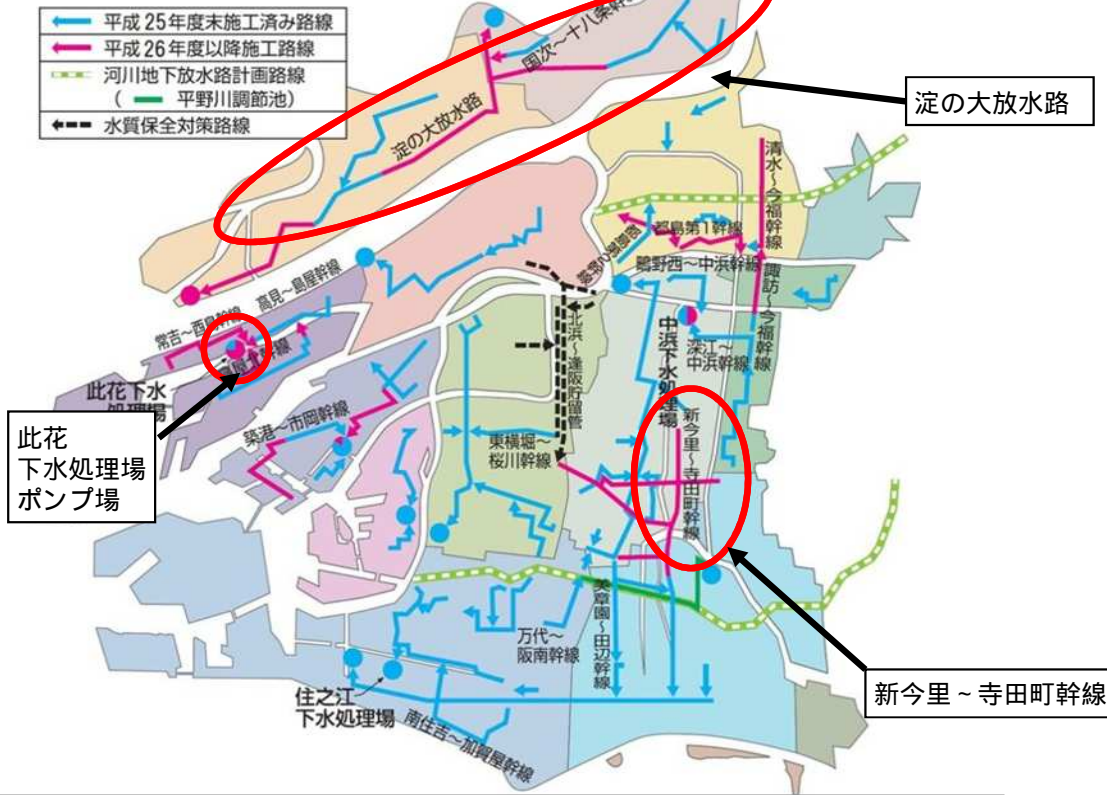 平成25年度末施工済み路線
平成26年度以降施工路線
河川地下放水路計画路線
( 平野川調節池)
水質保全対策路線
国次～十八条幹
淀の大放水路
淀の大放水路
清水～今福幹線
都島第1幹線
鴫野西～中浜幹線
諏訪～今福幹線
高見～島屋幹線
常吉～西島幹線
北幹線
此花下水
処理場
此花
下水処理場
ポンプ場
築港～市岡幹線
北浜～逢阪貯留管
中浜下水処理場
深江～
中浜幹線
東横堀～
桜川幹線
新今里～寺田町幹線
美章園～田辺幹線
万代～
阪南幹線
住之江
下水処理場
南住吉～加賀屋幹線
新今里～寺田町幹線